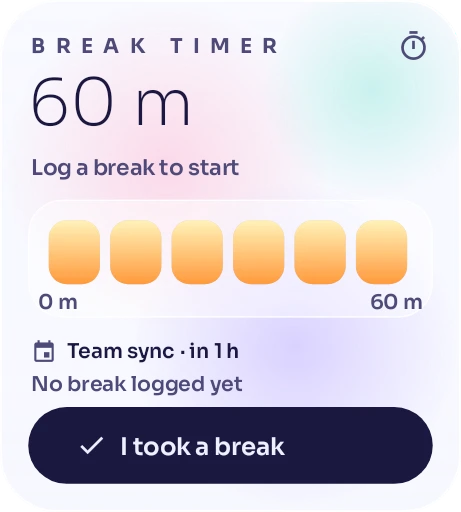 BREAK TIMER
60 m
Log a break to start
0 m 60 m
Team sync · in 1 h
No break logged yet
I took a break